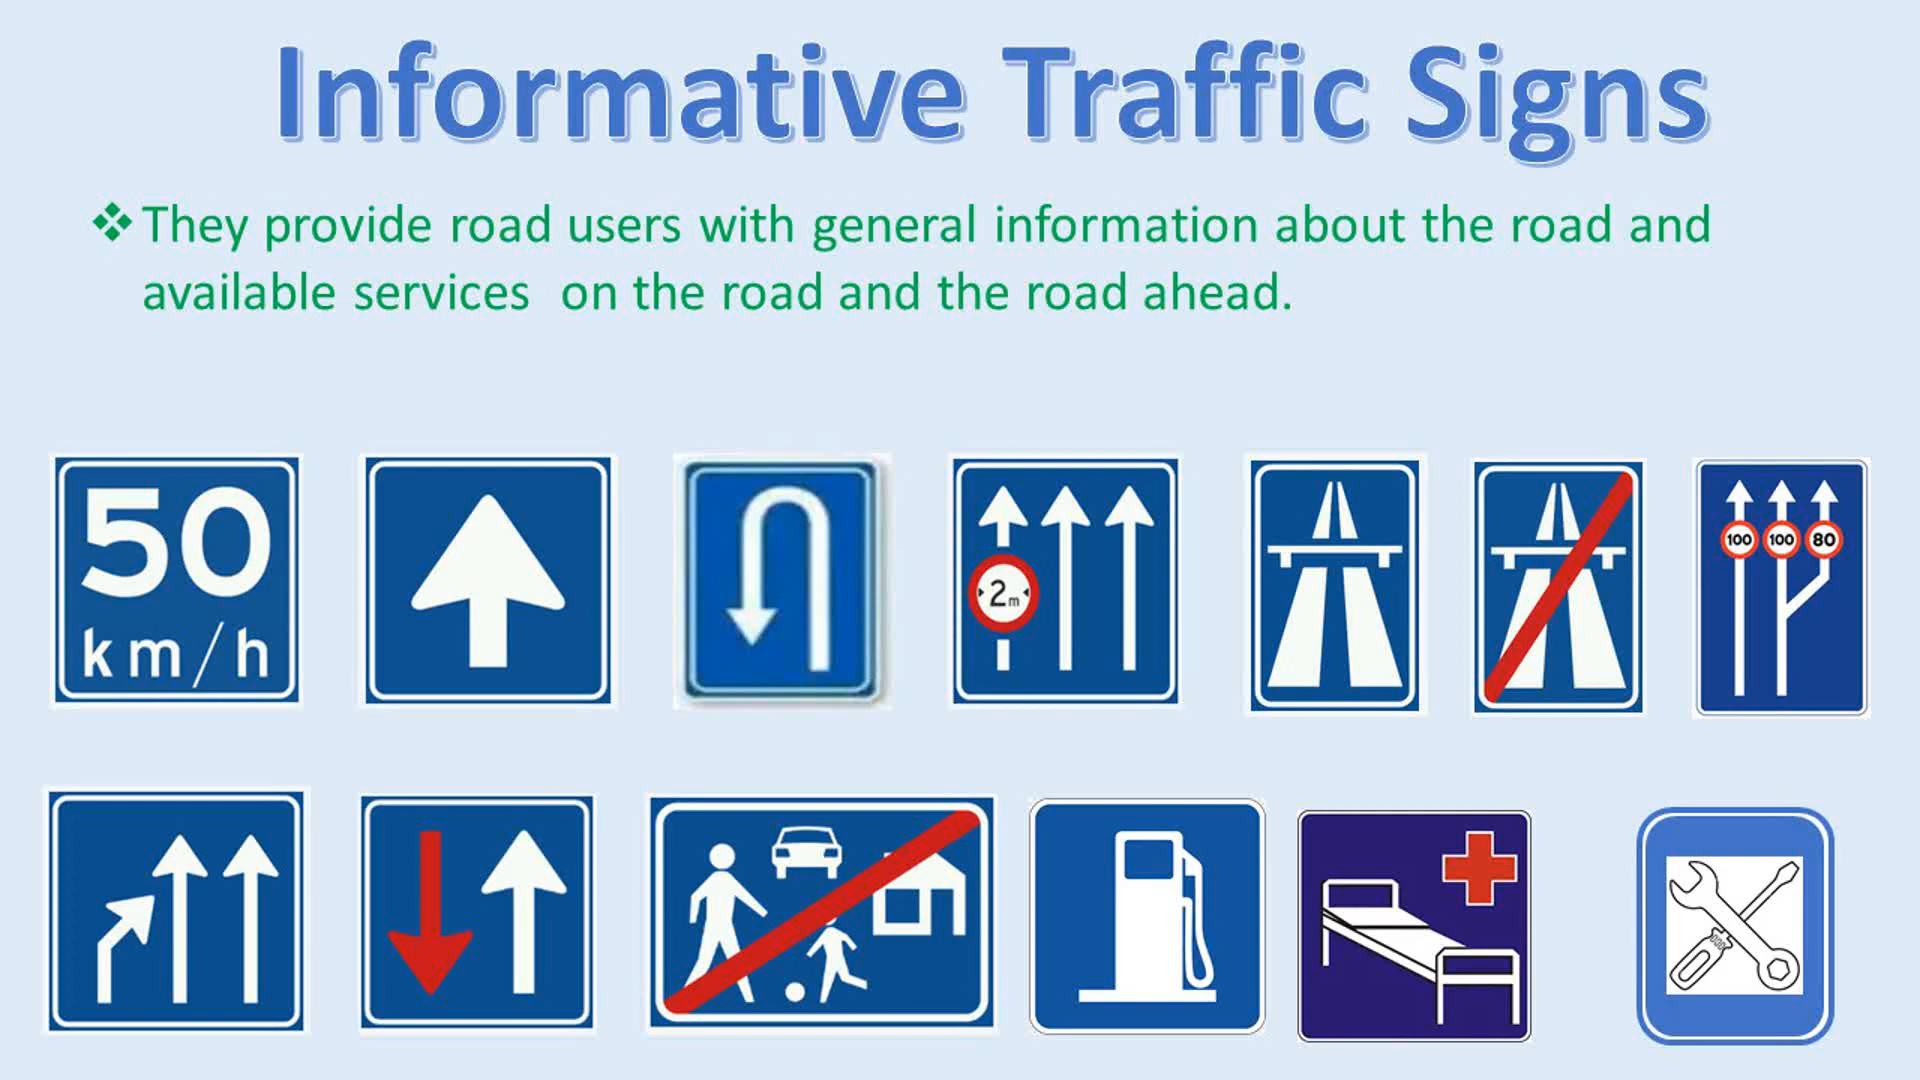 Informative Traffic Signs
❖ They provide road users with general information about the road and
available services on the road and the road ahead.
50
km/h
2m
100 100 80